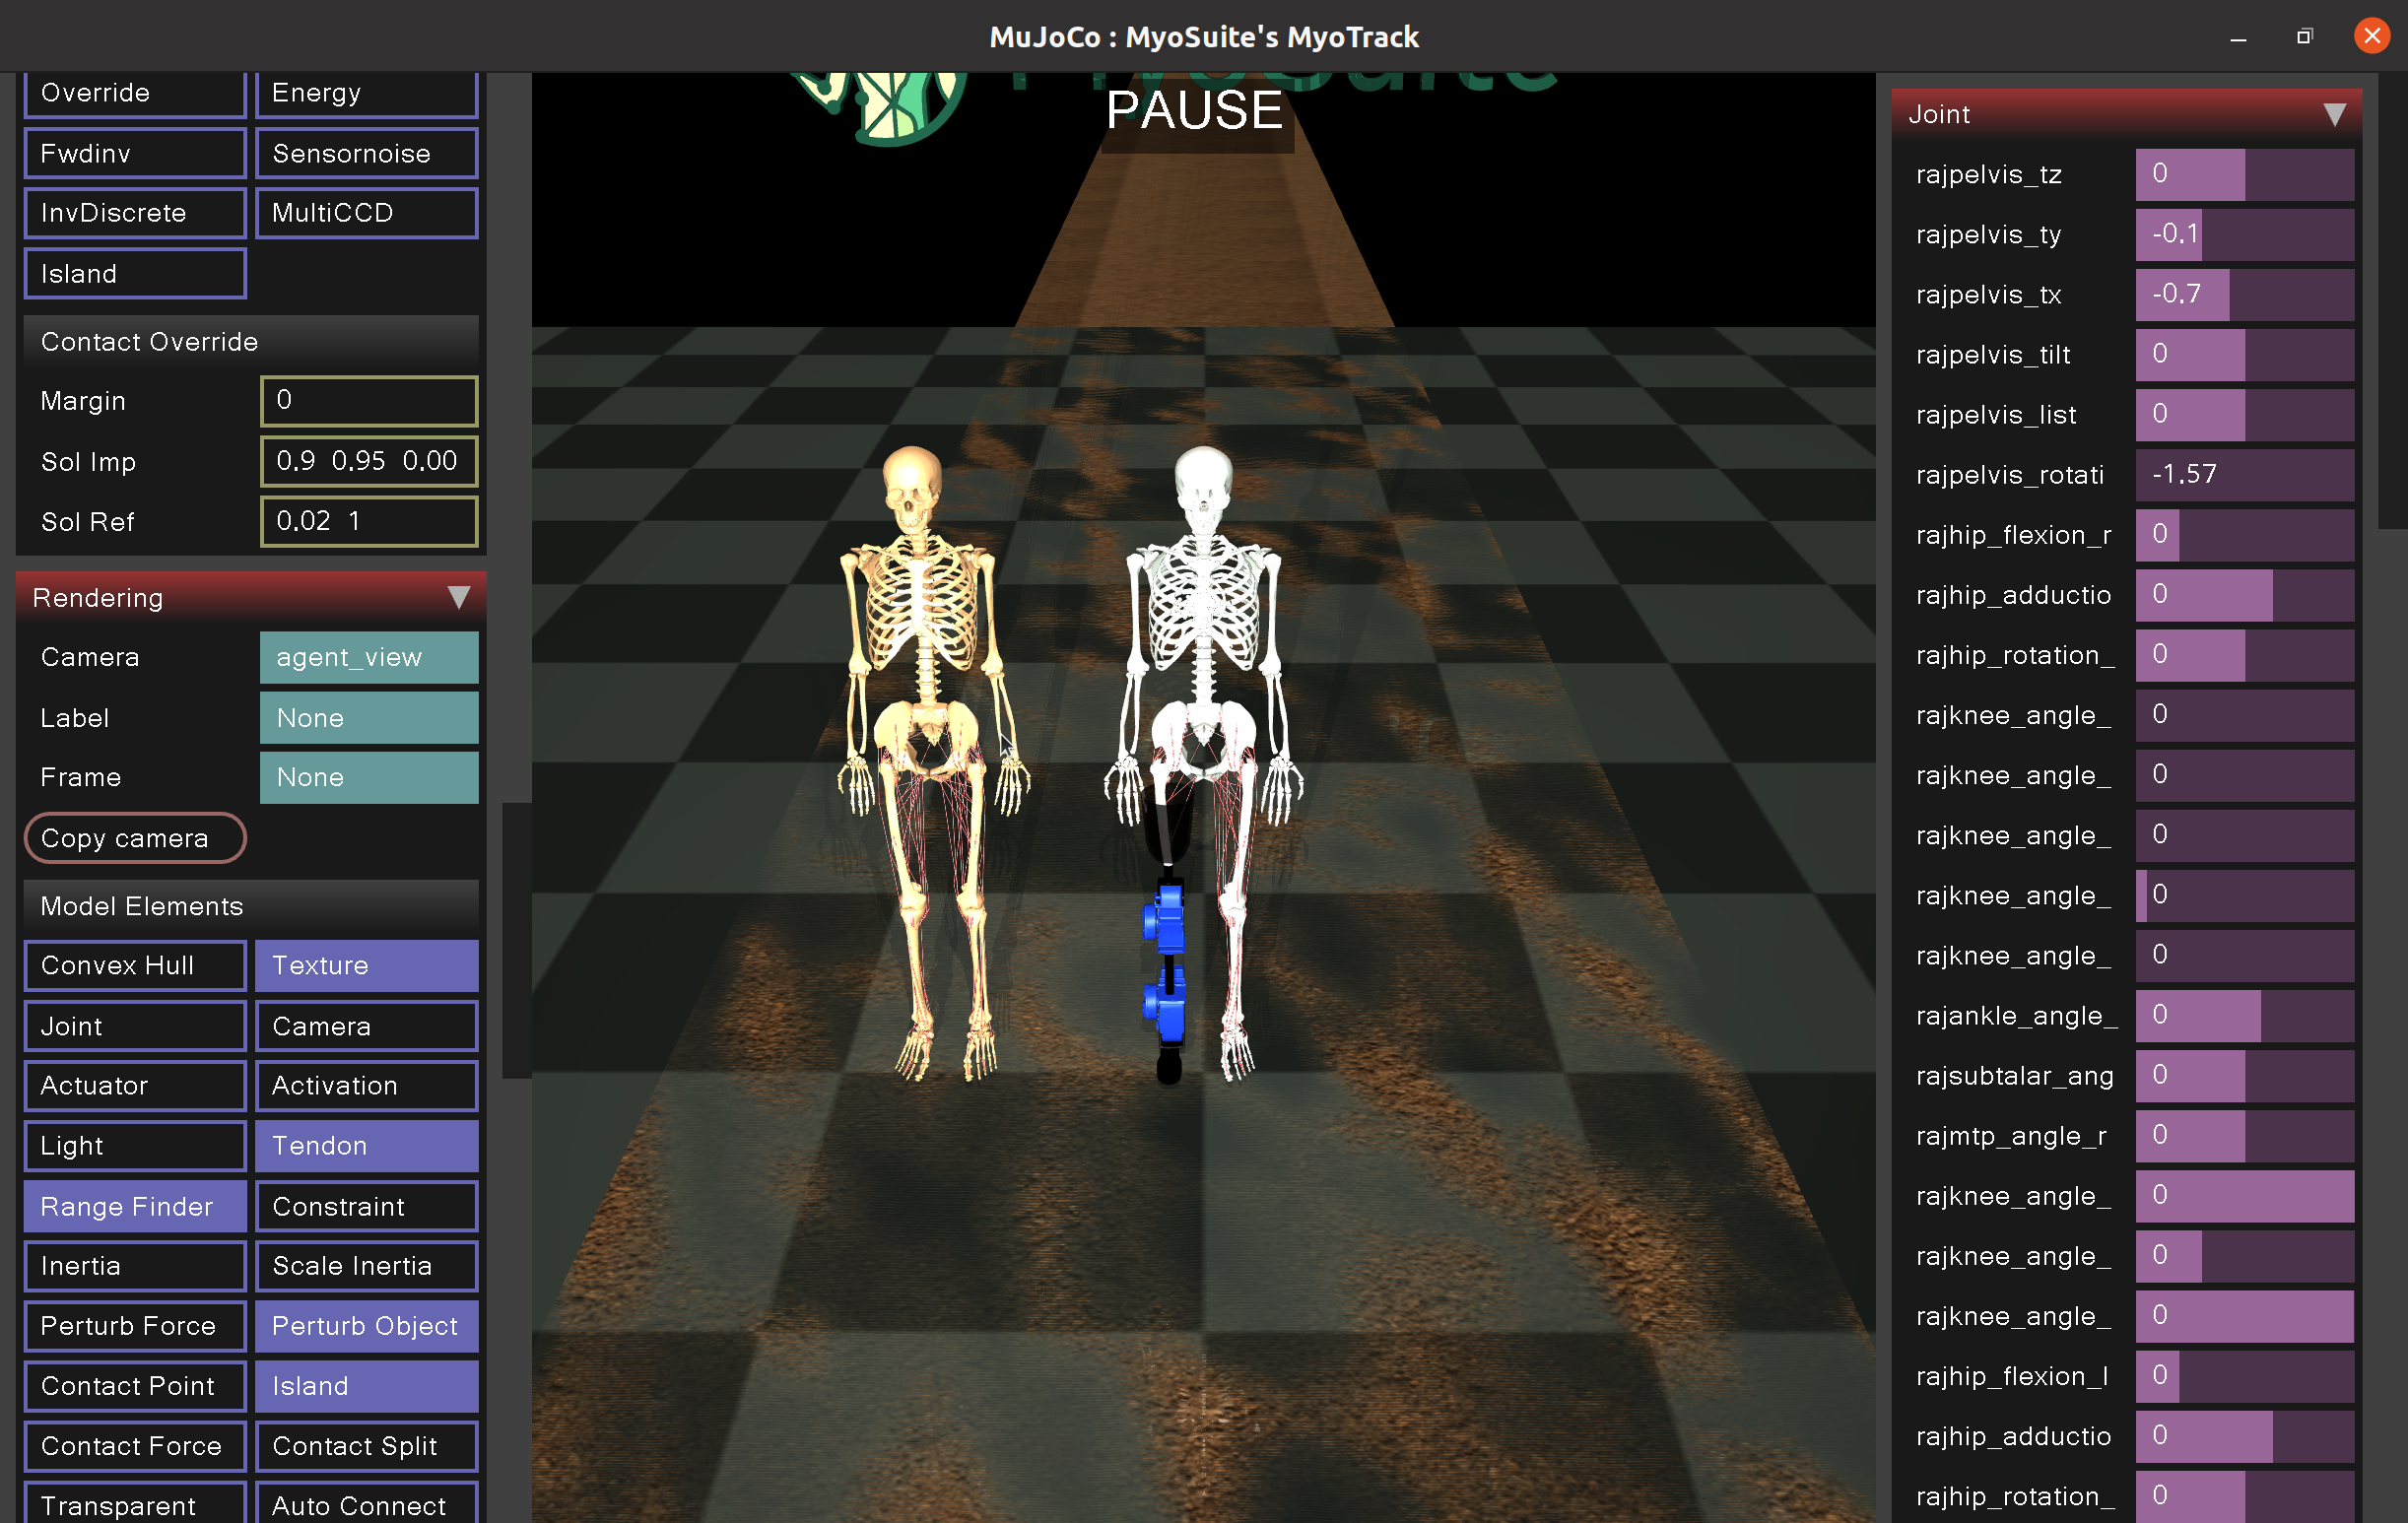 MuJoCo : MyoSuite's MyoTrack
Override
Energy
Fwdinv
Sensornoise
InvDiscrete
MultiCCD
Island
Contact Override
Margin
0
Sol Imp
0.9 0.95 0.00
Sol Ref
0.02 1
Rendering
Camera
agent_view
Label
None
Frame
None
Copy camera
Model Elements
Convex Hull
Texture
Joint
Camera
Actuator
Activation
Light
Tendon
Range Finder
Constraint
Inertia
Scale Inertia
Perturb Force
Perturb Object
Contact Point
Island
Contact Force
Contact Split
Transparent
Auto Connect
MyoSuite
PAUSE
Joint
rajpelvis_tz
0
rajpelvis_ty
-0.1
rajpelvis_tx
-0.7
rajpelvis_tilt
0
rajpelvis_list
0
rajpelvis_rotati
-1.57
rajhip_flexion_r
0
rajhip_adductio
0
rajhip_rotation_
0
rajknee_angle_
0
rajknee_angle_
0
rajknee_angle_
0
rajknee_angle_
0
rajknee_angle_
0
rajankle_angle_
0
rajsubtalar_ang
0
rajmtp_angle_r
0
rajknee_angle_
0
rajknee_angle_
0
rajknee_angle_
0
rajhip_flexion_l
0
rajhip_adductio
0
rajhip_rotation_
0